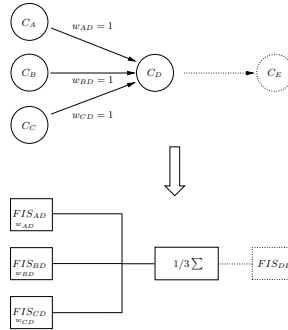 C_A
w_AD = 1
C_B
w_BD = 1
C_D
C_E
C_C
w_CD = 1
FIS_AD
w_AD
FIS_BD
w_BD
1/3 ∑
FIS_DE
FIS_CD
w_CD